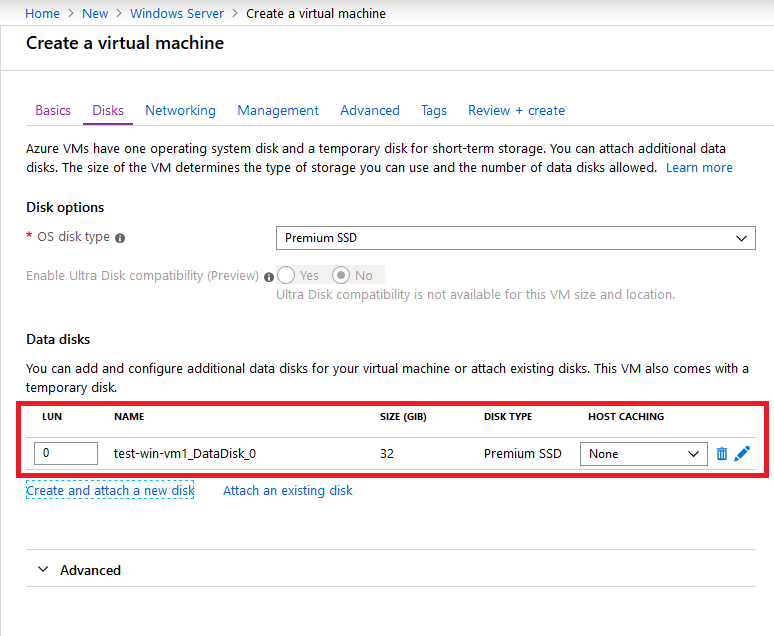 Home > New > Windows Server > Create a virtual machine
Create a virtual machine
Basics Disks Networking Management Advanced Tags Review + create
Azure VMs have one operating system disk and a temporary disk for short-term storage. You can attach additional data
disks. The size of the VM determines the type of storage you can use and the number of data disks allowed. Learn more
Disk options
* OS disk type Premium SSD
Enable Ultra Disk compatibility (Preview) Yes No
Ultra Disk compatibility is not available for this VM size and location.
Data disks
You can add and configure additional data disks for your virtual machine or attach existing disks. This VM also comes with a
temporary disk.
LUN NAME SIZE (GIB) DISK TYPE HOST CACHING
0 test-win-vm1_DataDisk_0 32 Premium SSD None
Create and attach a new disk Attach an existing disk
Advanced